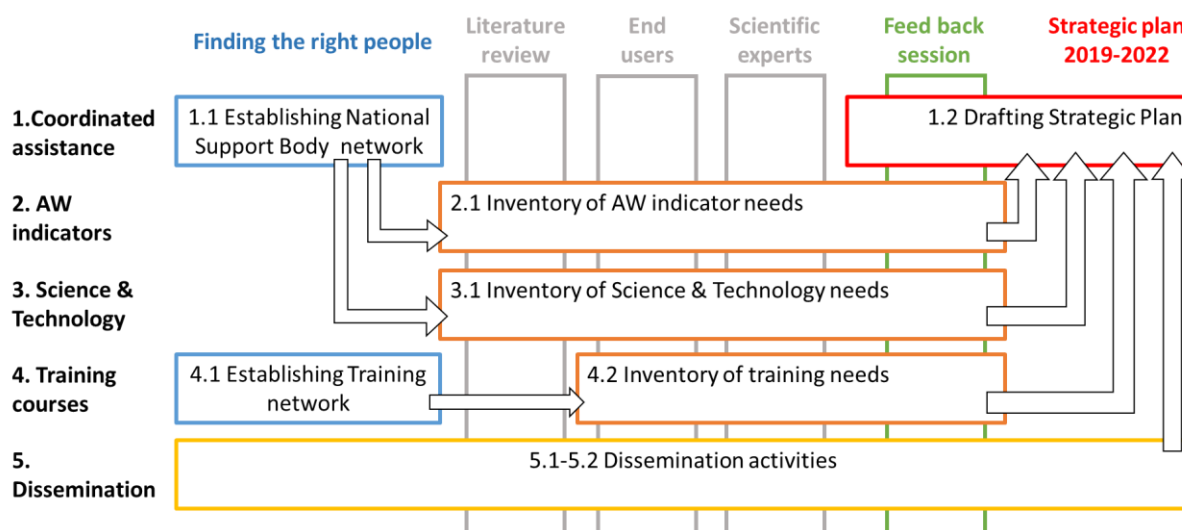 Finding the right people
Literature
review
End
users
Scientific
experts
Feed back
session
Strategic plan
2019-2022
1.Coordinated
assistance
1.1 Establishing National
Support Body network
1.2 Drafting Strategic Plan
2. AW
indicators
2.1 Inventory of AW indicator needs
3. Science &
Technology
3.1 Inventory of Science & Technology needs
4. Training
courses
4.1 Establishing Training
network
4.2 Inventory of training needs
5.
Dissemination
5.1-5.2 Dissemination activities